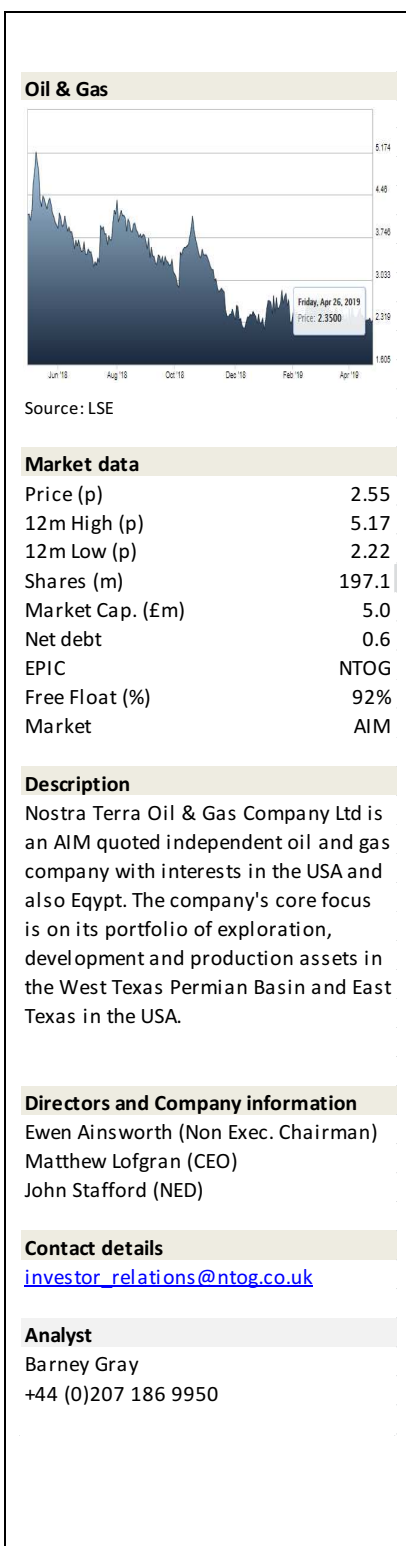 Oil & Gas
5.174
4.46
3.746
3.033
Friday, Apr 26, 2019
Price: 2.3500
2.319
1.605
Jun '18 Aug '18 Oct '18 Dec '18 Feb '19 Apr '19
Source: LSE
Market data
Price (p) 2.55
12m High (p) 5.17
12m Low (p) 2.22
Shares (m) 197.1
Market Cap. (£m) 5.0
Net debt 0.6
EPIC NTOG
Free Float (%) 92%
Market AIM
Description
Nostra Terra Oil & Gas Company Ltd is
an AIM quoted independent oil and gas
company with interests in the USA and
also Eqypt. The company's core focus
is on its portfolio of exploration,
development and production assets in
the West Texas Permian Basin and East
Texas in the USA.
Directors and Company information
Ewen Ainsworth (Non Exec. Chairman)
Matthew Lofgran (CEO)
John Stafford (NED)
Contact details
investor_relations@ntog.co.uk
Analyst
Barney Gray
+44 (0)207 186 9950